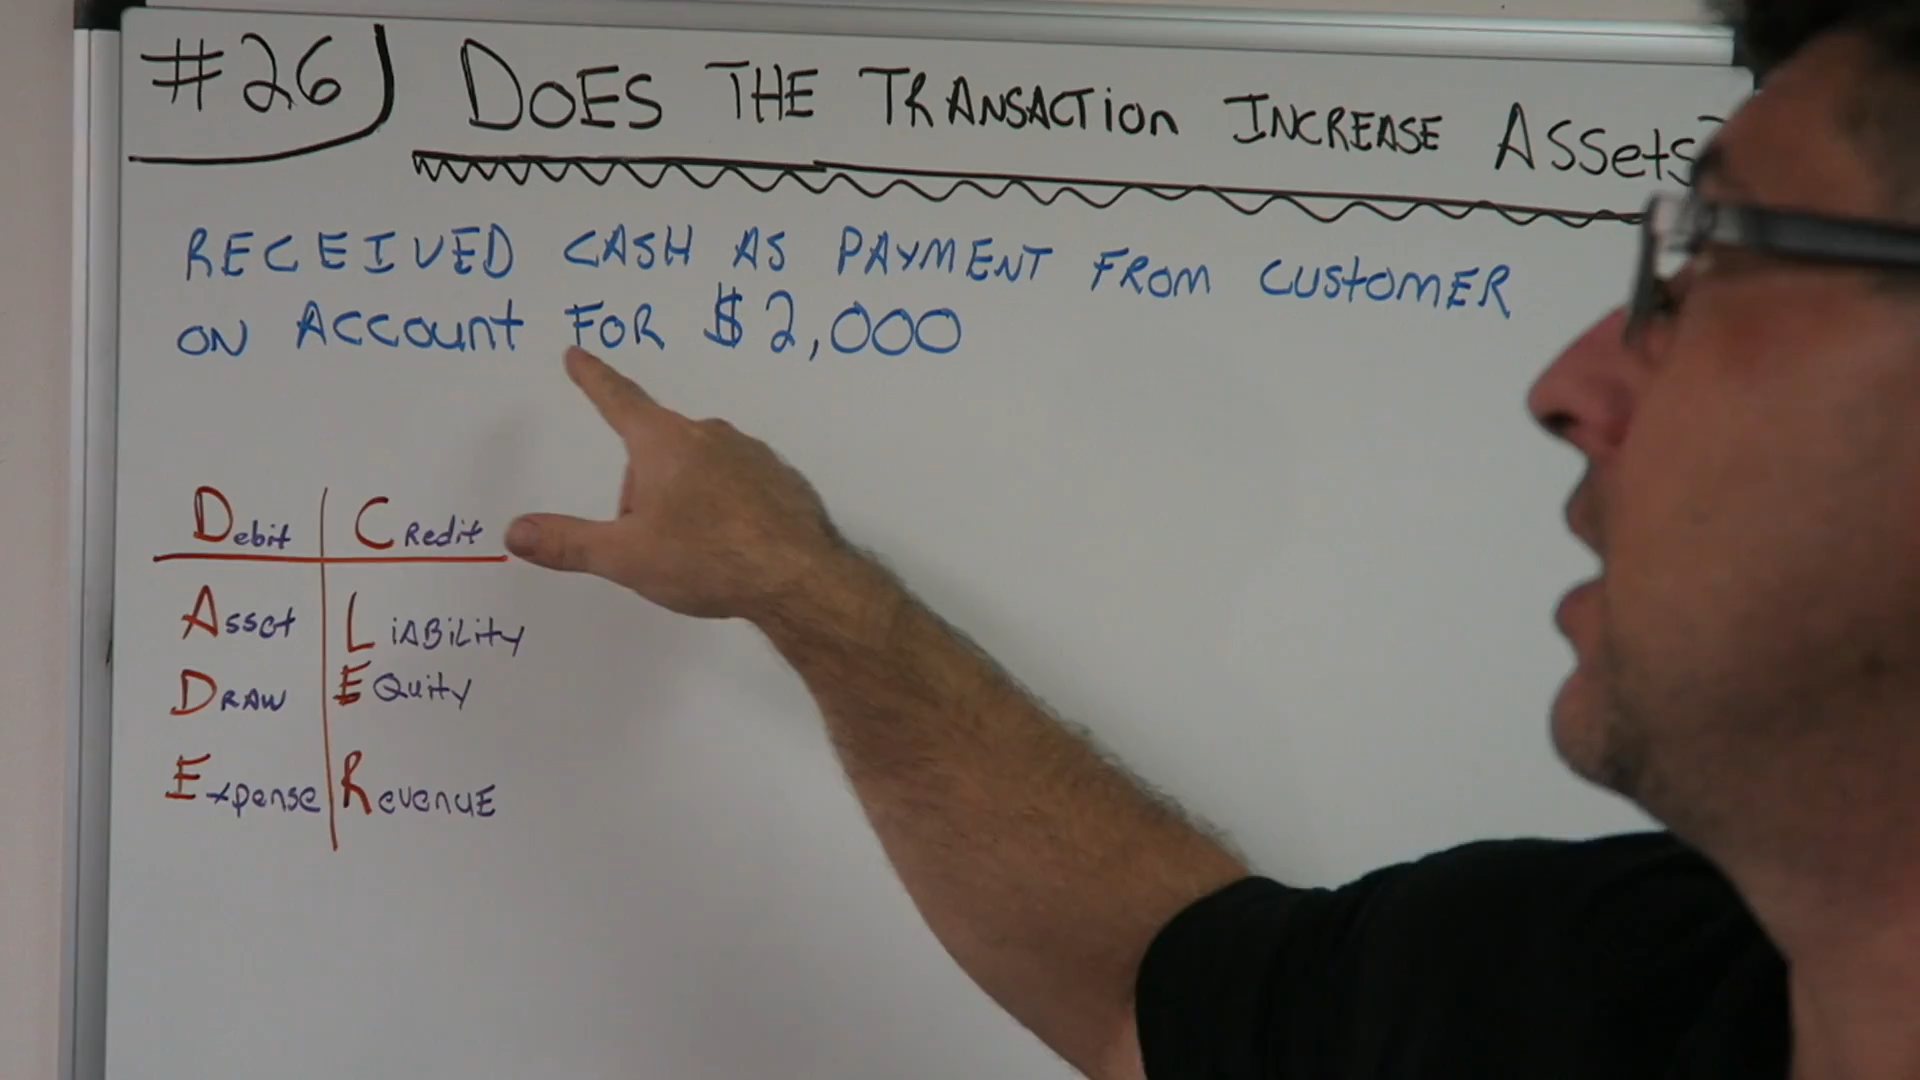 #26) DOES THE TRANSACTION INCREASE ASSets?
RECEIVED CASH AS PAYMENT FROM CUSTOMER
ON ACCOUNT FOR $2,000
Debit Credit
Asset LiABiLity
DRAW EQuity
Expense RevenuE